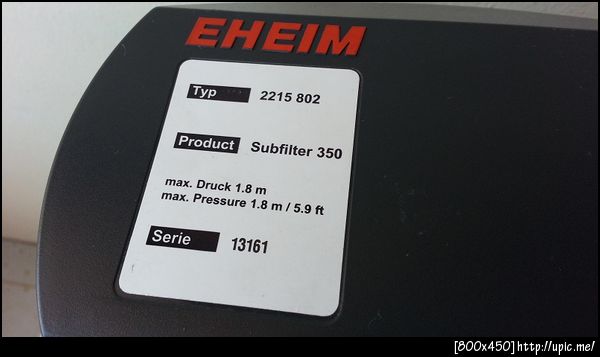 EHEIM
Typ 2215 802
Product Subfilter 350
max. Druck 1.8 m
max. Pressure 1.8 m / 5.9 ft
Serie 13161
[800x450] http://upic.me/